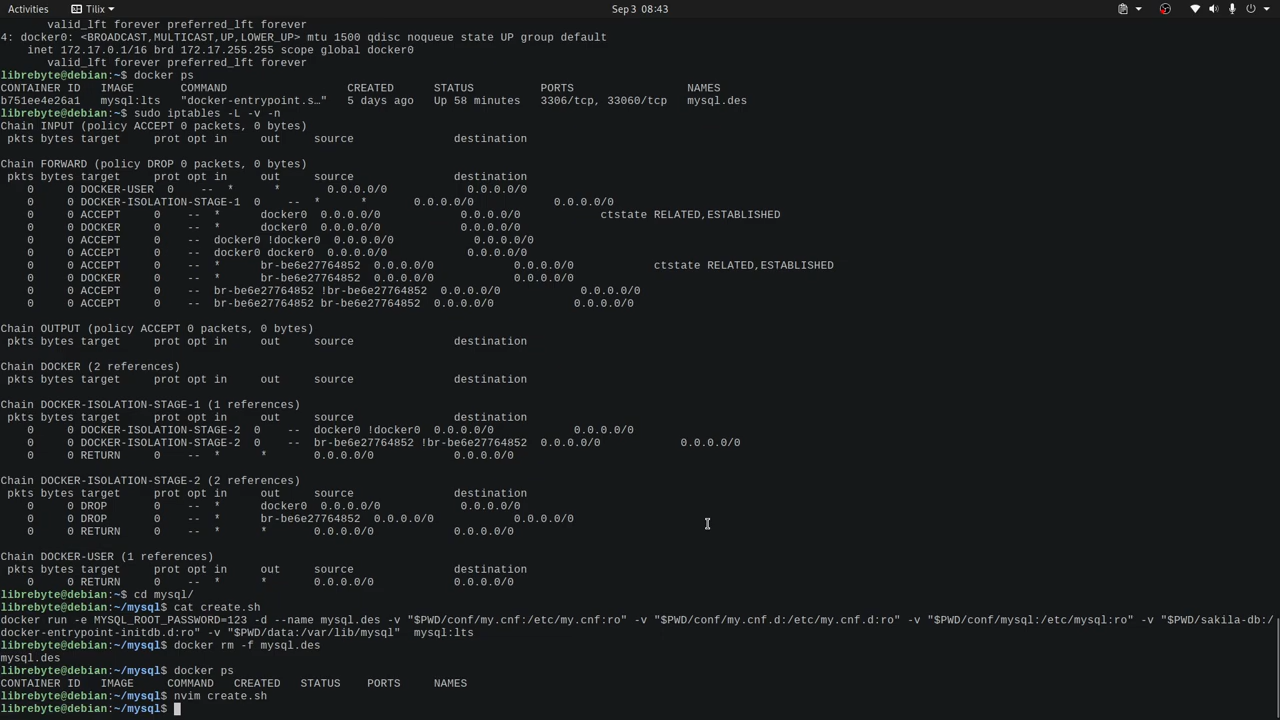 Activities Tilix Sep 3 08:43
valid_lft forever preferred_lft forever
4: docker0: <BROADCAST,MULTICAST,UP,LOWER_UP> mtu 1500 qdisc noqueue state UP group default
inet 172.17.0.1/16 brd 172.17.255.255 scope global docker0
valid_lft forever preferred_lft forever
librebyte@debian:~$ docker ps
CONTAINER ID IMAGE COMMAND CREATED STATUS PORTS NAMES
b751ee4e26a1 mysql:lts "docker-entrypoint.s…" 5 days ago Up 58 minutes 3306/tcp, 33060/tcp mysql.des
librebyte@debian:~$ sudo iptables -L -v -n
Chain INPUT (policy ACCEPT 0 packets, 0 bytes)
pkts bytes target prot opt in out source destination
Chain FORWARD (policy DROP 0 packets, 0 bytes)
pkts bytes target prot opt in out source destination
0 0 DOCKER-USER 0 -- * * 0.0.0.0/0 0.0.0.0/0
0 0 DOCKER-ISOLATION-STAGE-1 0 -- * * 0.0.0.0/0 0.0.0.0/0
0 0 ACCEPT 0 -- * docker0 0.0.0.0/0 0.0.0.0/0 ctstate RELATED,ESTABLISHED
0 0 DOCKER 0 -- * docker0 0.0.0.0/0 0.0.0.0/0
0 0 ACCEPT 0 -- docker0 !docker0 0.0.0.0/0 0.0.0.0/0
0 0 ACCEPT 0 -- docker0 docker0 0.0.0.0/0 0.0.0.0/0
0 0 ACCEPT 0 -- * br-be6e27764852 0.0.0.0/0 0.0.0.0/0 ctstate RELATED,ESTABLISHED
0 0 DOCKER 0 -- * br-be6e27764852 0.0.0.0/0 0.0.0.0/0
0 0 ACCEPT 0 -- br-be6e27764852 !br-be6e27764852 0.0.0.0/0 0.0.0.0/0
0 0 ACCEPT 0 -- br-be6e27764852 br-be6e27764852 0.0.0.0/0 0.0.0.0/0
Chain OUTPUT (policy ACCEPT 0 packets, 0 bytes)
pkts bytes target prot opt in out source destination
Chain DOCKER (2 references)
pkts bytes target prot opt in out source destination
Chain DOCKER-ISOLATION-STAGE-1 (1 references)
pkts bytes target prot opt in out source destination
0 0 DOCKER-ISOLATION-STAGE-2 0 -- docker0 !docker0 0.0.0.0/0 0.0.0.0/0
0 0 DOCKER-ISOLATION-STAGE-2 0 -- br-be6e27764852 !br-be6e27764852 0.0.0.0/0 0.0.0.0/0
0 0 RETURN 0 -- * * 0.0.0.0/0 0.0.0.0/0
Chain DOCKER-ISOLATION-STAGE-2 (2 references)
pkts bytes target prot opt in out source destination
0 0 DROP 0 -- * docker0 0.0.0.0/0 0.0.0.0/0
0 0 DROP 0 -- * br-be6e27764852 0.0.0.0/0 0.0.0.0/0
0 0 RETURN 0 -- * * 0.0.0.0/0 0.0.0.0/0
Chain DOCKER-USER (1 references)
pkts bytes target prot opt in out source destination
0 0 RETURN 0 -- * * 0.0.0.0/0 0.0.0.0/0
librebyte@debian:~$ cd mysql/
librebyte@debian:~/mysql$ cat create.sh
docker run -e MYSQL_ROOT_PASSWORD=123 -d --name mysql.des -v "$PWD/conf/my.cnf:/etc/my.cnf:ro" -v "$PWD/conf/my.cnf.d:/etc/my.cnf.d:ro" -v "$PWD/conf/mysql:/etc/mysql:ro" -v "$PWD/sakila-db:/
docker-entrypoint-initdb.d:ro" -v "$PWD/data:/var/lib/mysql" mysql:lts
librebyte@debian:~/mysql$ docker rm -f mysql.des
mysql.des
librebyte@debian:~/mysql$ docker ps
CONTAINER ID IMAGE COMMAND CREATED STATUS PORTS NAMES
librebyte@debian:~/mysql$ nvim create.sh
librebyte@debian:~/mysql$